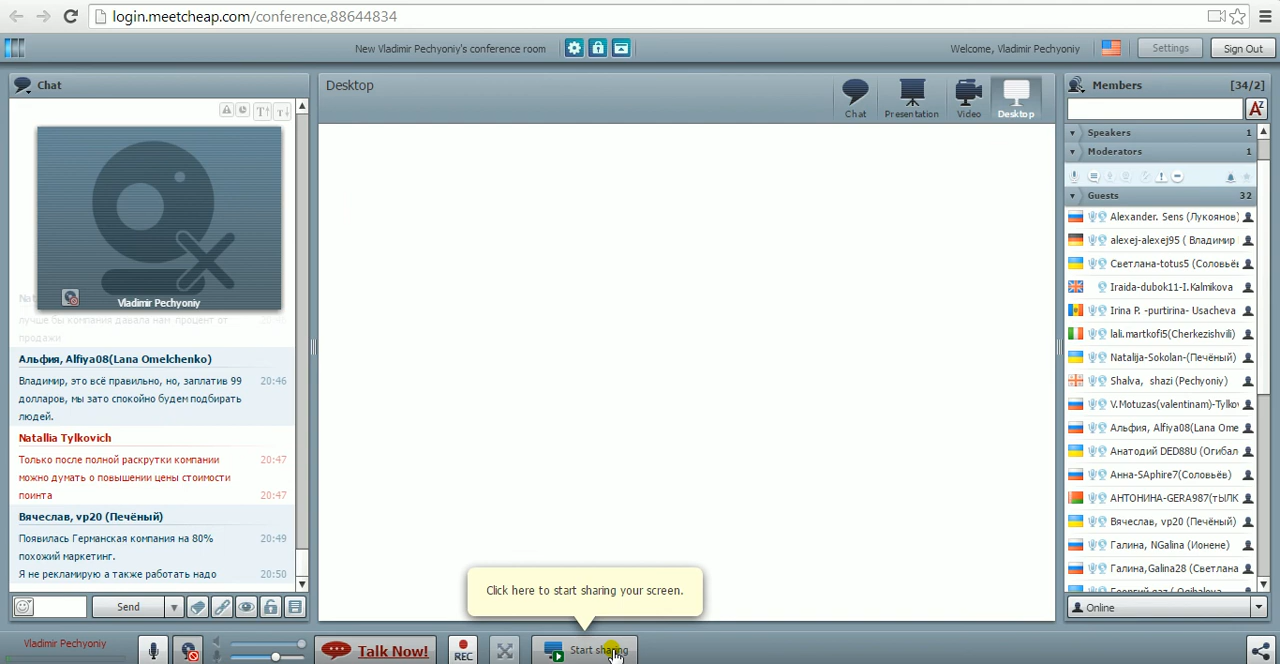 login.meetcheap.com/conference,88644834
New Vladimir Pechyoniy's conference room
Welcome, Vladimir Pechyoniy
Settings
Sign Out
Chat
Vladimir Pechyoniy
лучше бы компания давала нам процент от
продажи
Альфия, Alfiya08(Lana Omelchenko)
Владимир, это всё правильно, но, заплатив 99 20:46
долларов, мы зато спокойно будем подбирать
людей.
Natallia Tylkovich
Только после полной раскрутки компании 20:47
можно думать о повышении цены стоимости
поинта 20:47
Вячеслав, vp20 (Печёный)
Появилась Германская компания на 80% 20:49
похожий маркетинг.
Я не рекламирую а также работать надо 20:50
Send
Desktop
Chat
Presentation
Video
Desktop
Click here to start sharing your screen.
Members [34/2]
Speakers 1
Moderators 1
Guests 32
Alexander. Sens (Лукоянов)
alexej-alexej95 ( Владимир
Светлана-totus5 (Соловьёв
Iraida-dubok11-I.Kalmikova
Irina P. -purtirina- Usacheva
lali.martkofi5(Cherkezishvili)
Natalija-Sokolan-(Печёный)
Shalva, shazi (Pechyoniy)
V.Motuzas(valentinam)-Tylkov
Альфия, Alfiya08(Lana Ome
Анатодий DED88U (Огибал
Анна-SAphire7(Соловьёв)
АНТОНИНА-GERA987(тЫЛК
Вячеслав, vp20 (Печёный)
Галина, NGalina (Ионене)
Галина,Galina28 (Светлана
Online
Vladimir Pechyoniy
Talk Now!
REC
Start sharing